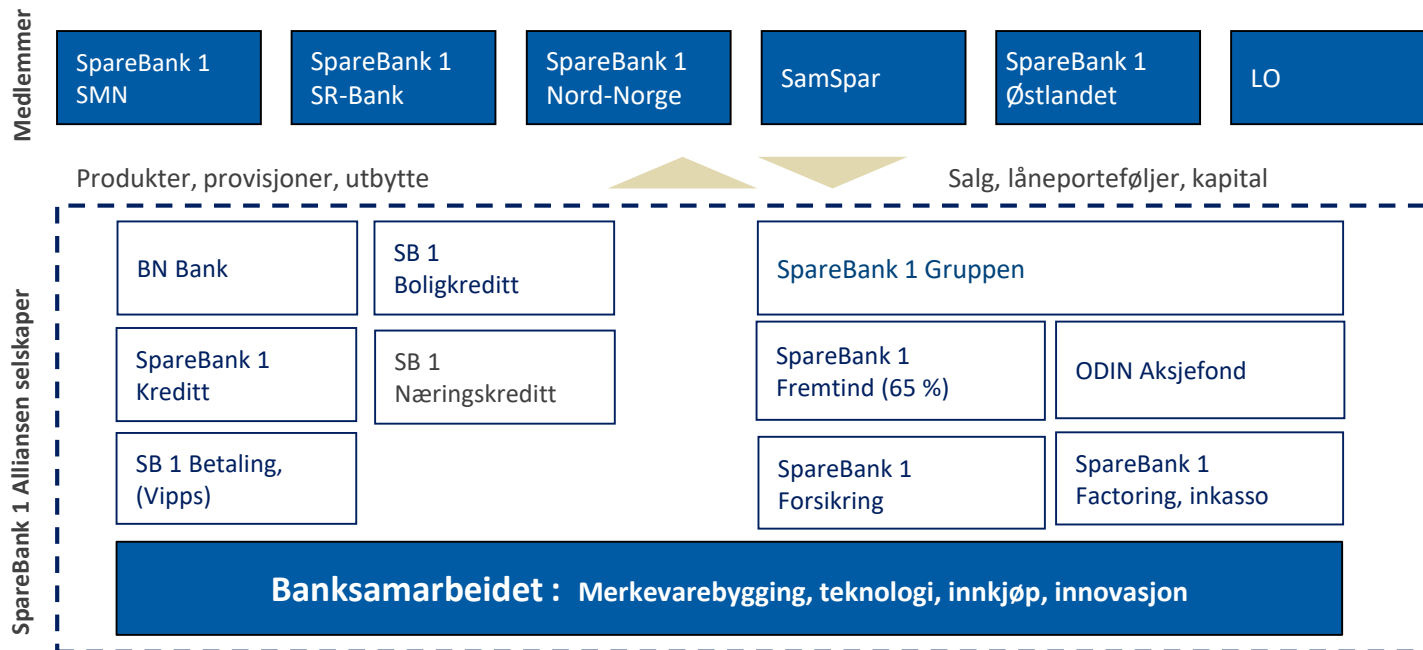 Medlemmer
SpareBank 1
SMN
SpareBank 1
SR-Bank
SpareBank 1
Nord-Norge
SamSpar
SpareBank 1
Østlandet
LO
Produkter, provisjoner, utbytte
Salg, låneporteføljer, kapital
SpareBank 1 Alliansen selskaper
BN Bank
SB 1
Boligkreditt
SpareBank 1 Gruppen
SpareBank 1
Kreditt
SB 1
Næringskreditt
SpareBank 1
Fremtind (65 %)
ODIN Aksjefond
SB 1 Betaling,
(Vipps)
SpareBank 1
Forsikring
SpareBank 1
Factoring, inkasso
Banksamarbeidet : Merkevarebygging, teknologi, innkjøp, innovasjon